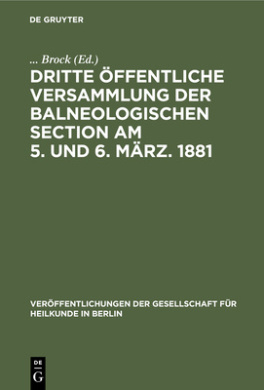 DE GRUYTER
... Brock (Ed.)
DRITTE ÖFFENTLICHE
VERSAMMLUNG DER
BALNEOLOGISCHEN
SECTION AM
5. UND 6. MÄRZ. 1881
VERÖFFENTLICHUNGEN DER GESELLSCHAFT FÜR
HEILKUNDE IN BERLIN
DE
G